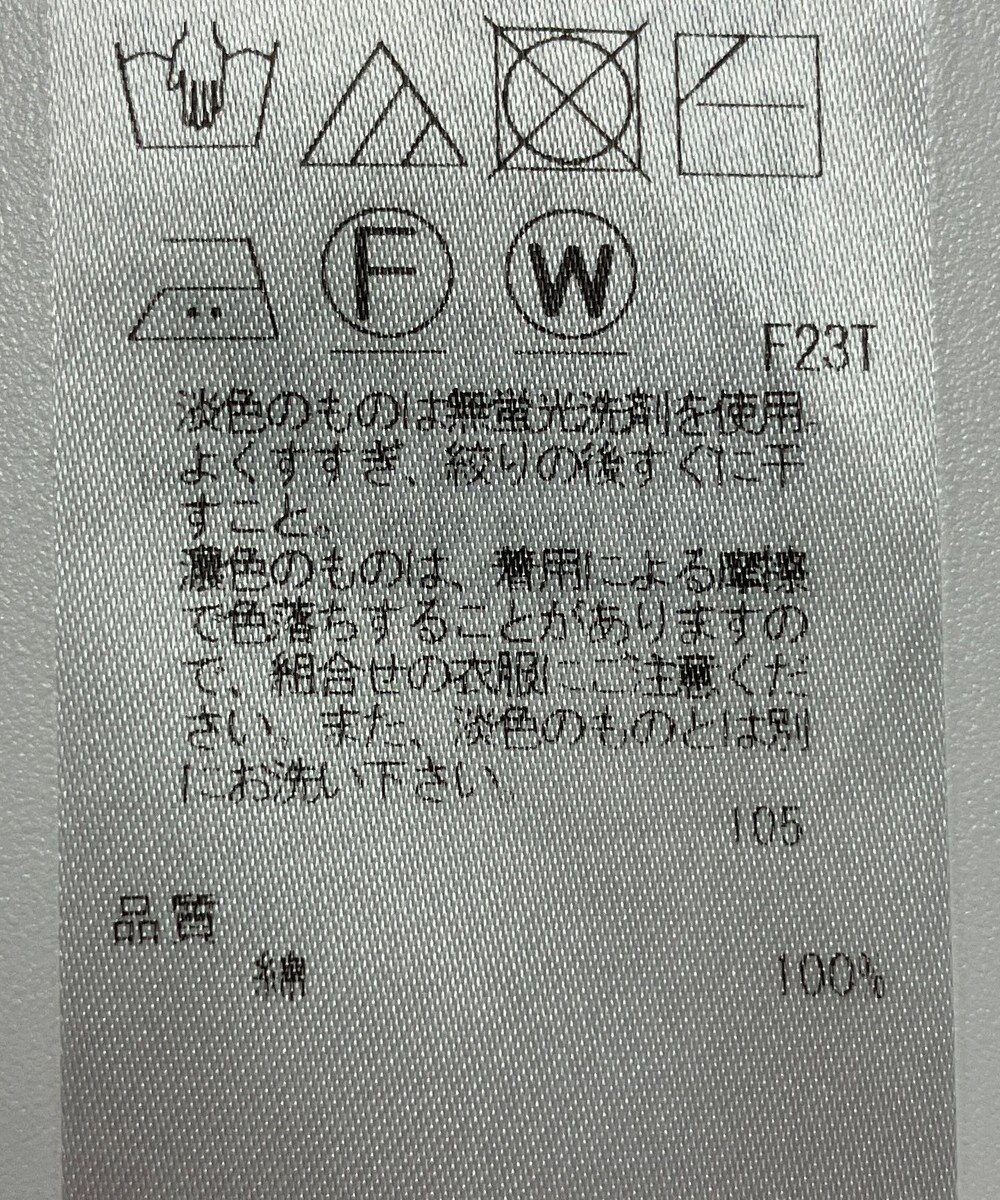 F W
F23T
淡色のものは無蛍光洗剤を使用
よくすすぎ、絞りの後すぐに干
すこと。
濃色のものは、着用による摩擦
で色落ちすることがありますの
で、組合せの衣服にご注意くだ
さい。また、淡色のものとは別
にお洗い下さい。
105
品質
綿 100%